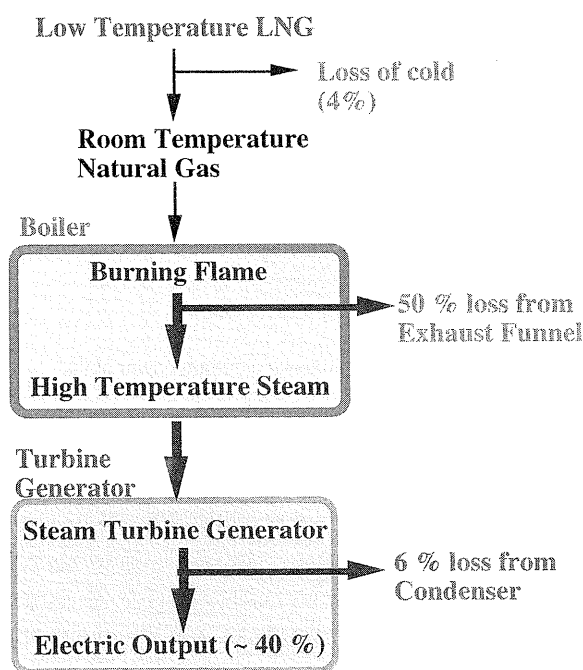 Low Temperature LNG
Loss of cold
(4%)
Room Temperature
Natural Gas
Boiler
Burning Flame
50 % loss from
Exhaust Funnel
High Temperature Steam
Turbine
Generator
Steam Turbine Generator
6 % loss from
Condenser
Electric Output (~ 40 %)